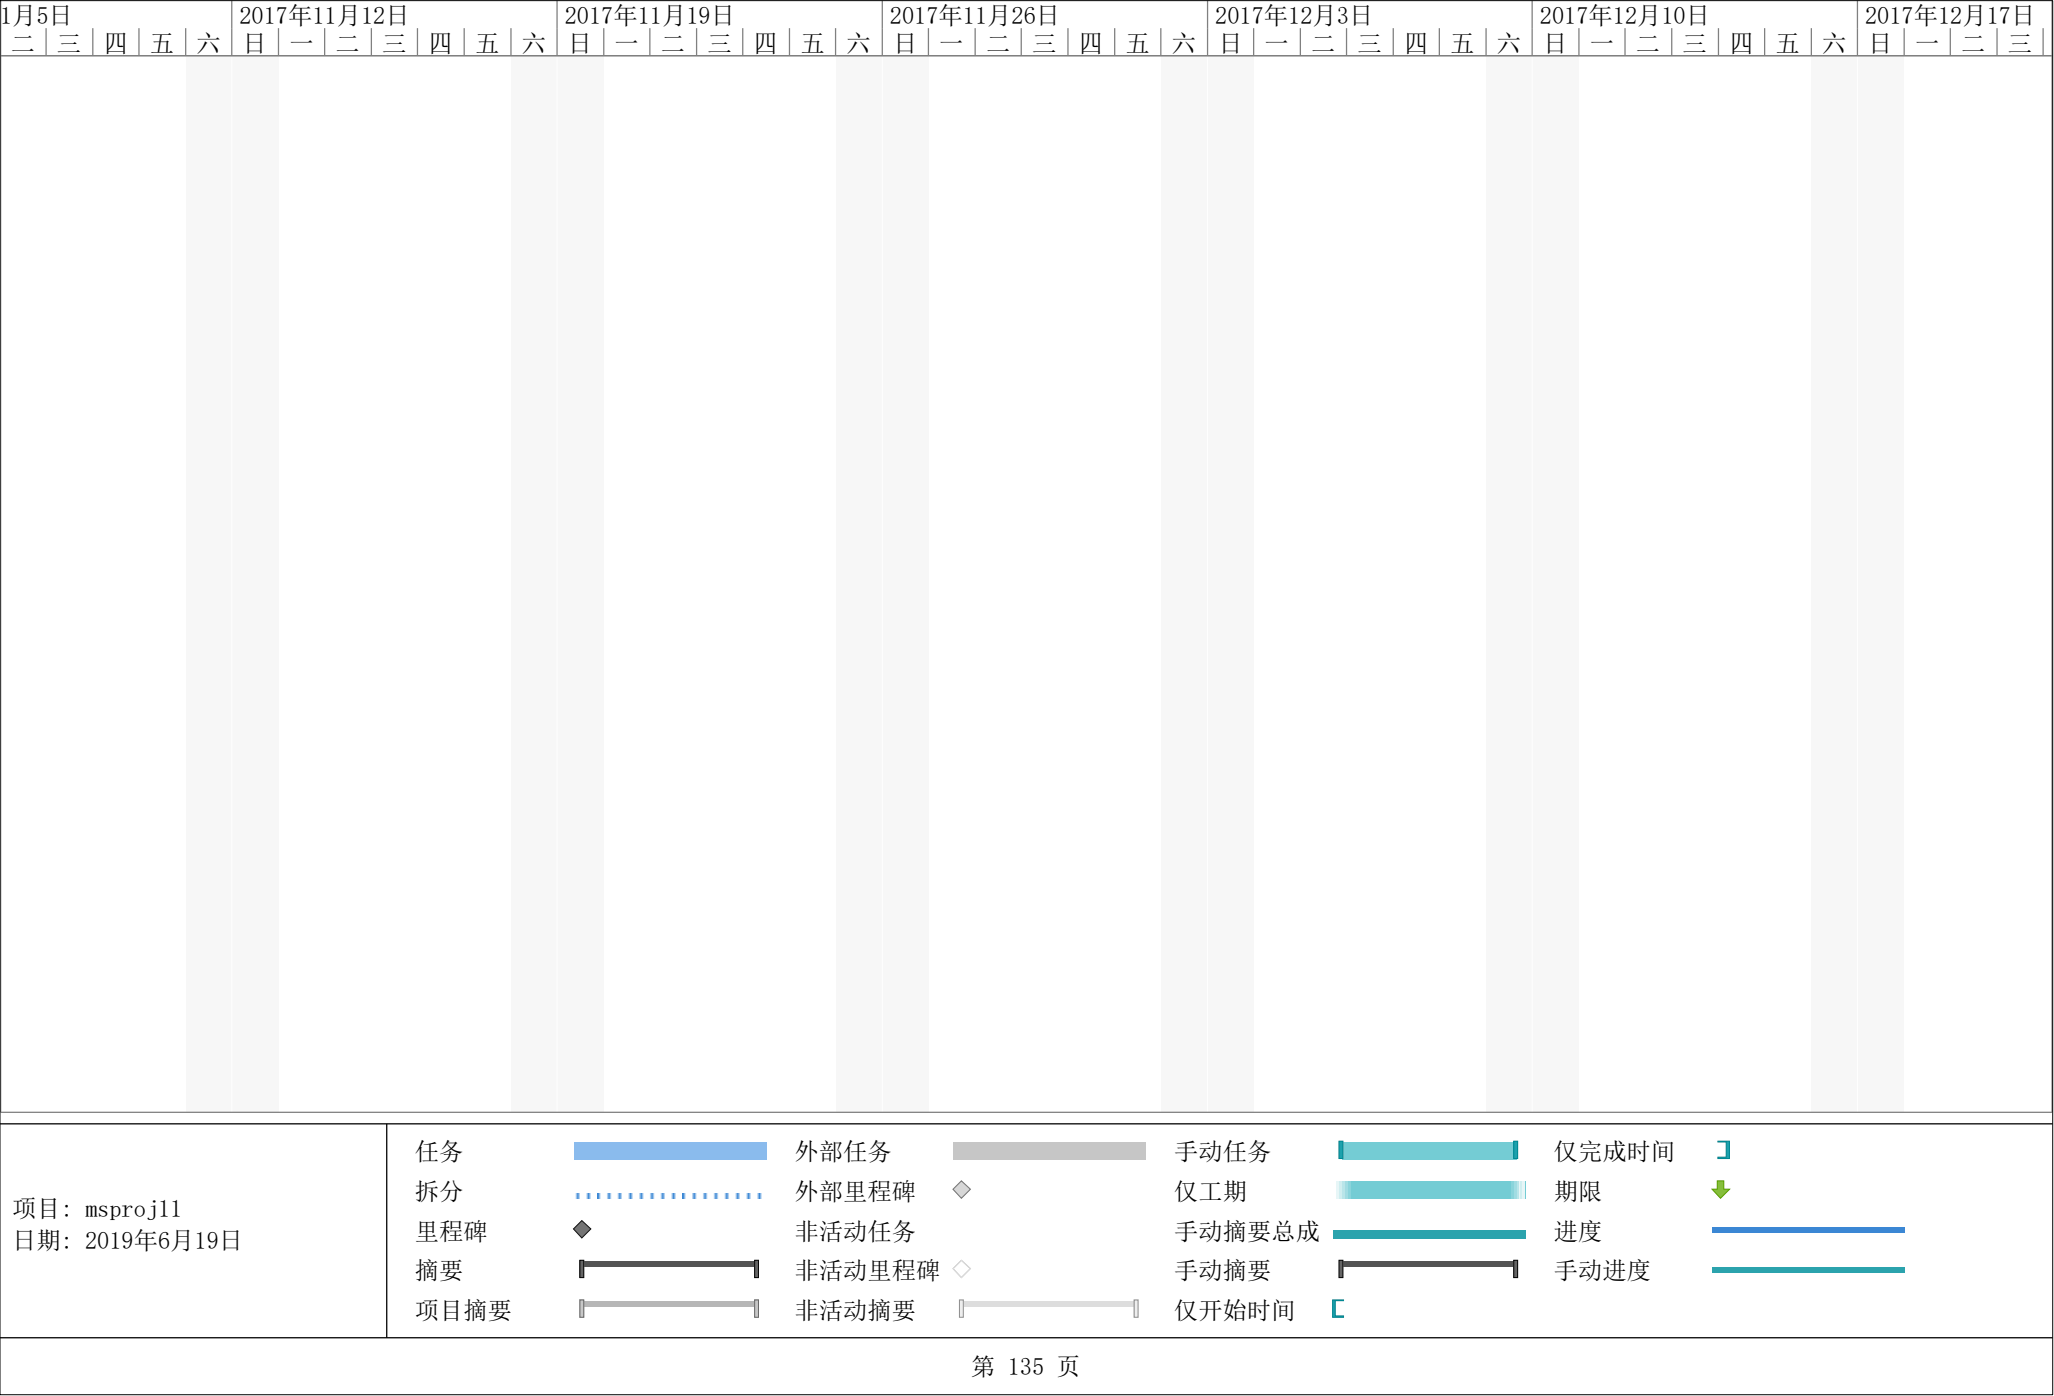 1月5日 2017年11月12日 2017年11月19日 2017年11月26日 2017年12月3日 2017年12月10日 2017年12月17日
二 三 四 五 六 日 一 二 三 四 五 六 日 一 二 三 四 五 六 日 一 二 三 四 五 六 日 一 二 三 四 五 六 日 一 二 三 四 五 六 日 一 二 三
项目: msproj11
日期: 2019年6月19日
任务 外部任务 手动任务 仅完成时间
拆分 外部里程碑 仅工期 期限
里程碑 非活动任务 手动摘要总成 进度
摘要 非活动里程碑 手动摘要 手动进度
项目摘要 非活动摘要 仅开始时间
第 135 页